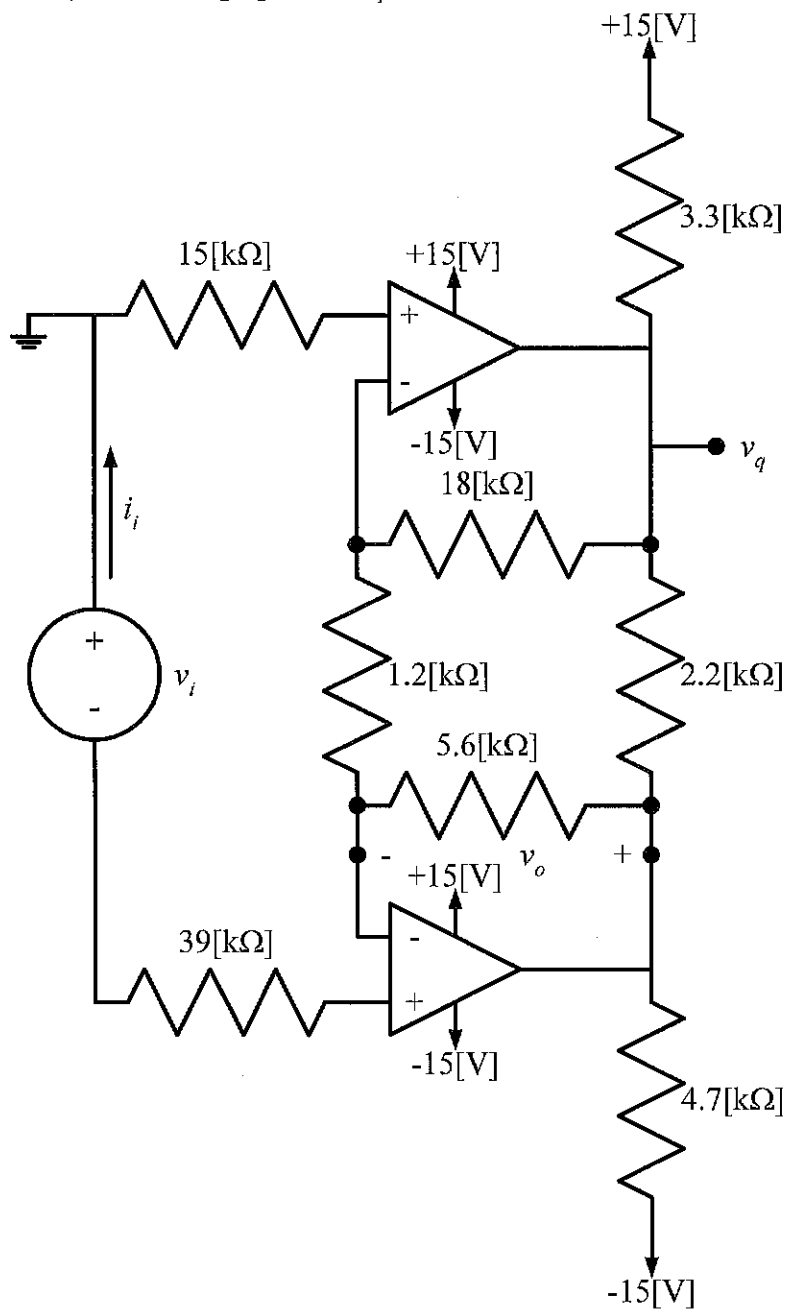 +15[V]
3.3[kΩ]
15[kΩ]
+15[V]
+
-
-15[V]
v_q
18[kΩ]
i_i
+
-
v_i
1.2[kΩ]
2.2[kΩ]
5.6[kΩ]
-
v_o
+
+15[V]
39[kΩ]
-
+
-15[V]
4.7[kΩ]
-15[V]